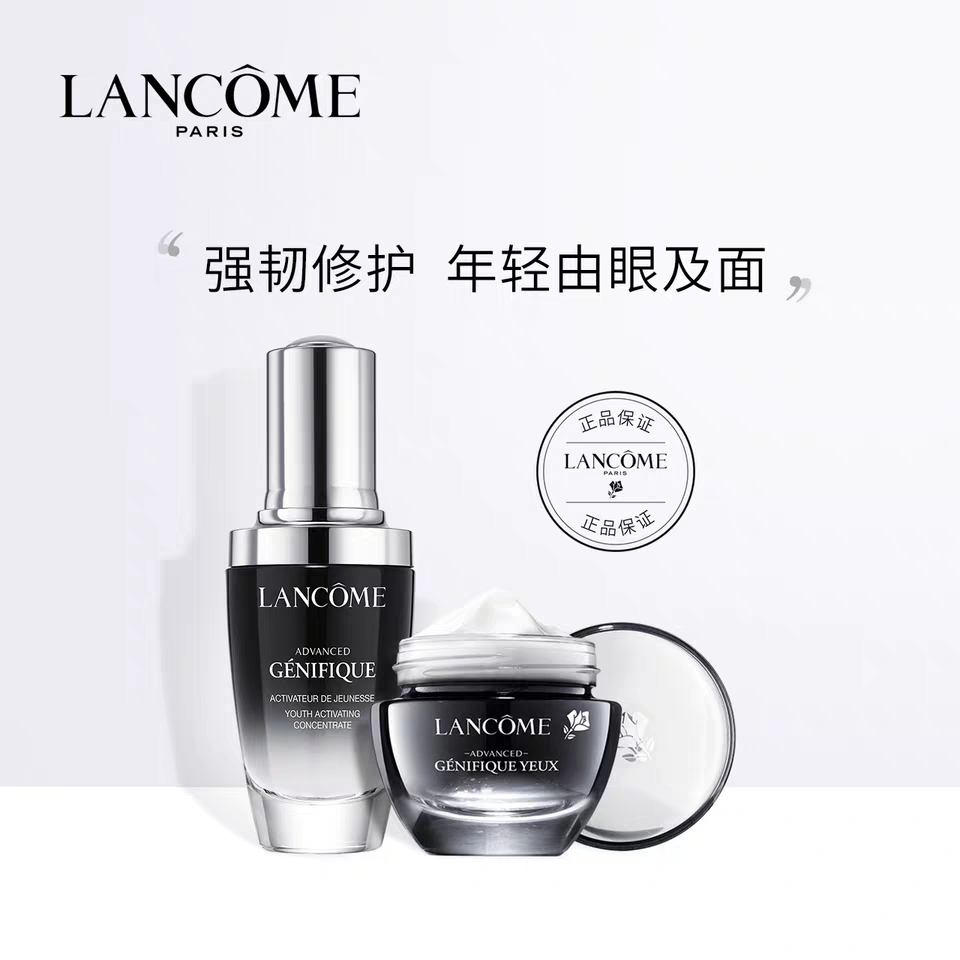 LANCÔME
PARIS
“强韧修护 年轻由眼及面”
正品保证
LANCÔME
PARIS
正品保证
LANCÔME
ADVANCED
GÉNIFIQUE
ACTIVATEUR DE JEUNESSE
YOUTH ACTIVATING
CONCENTRATE
LANCÔME
–ADVANCED–
GÉNIFIQUE YEUX